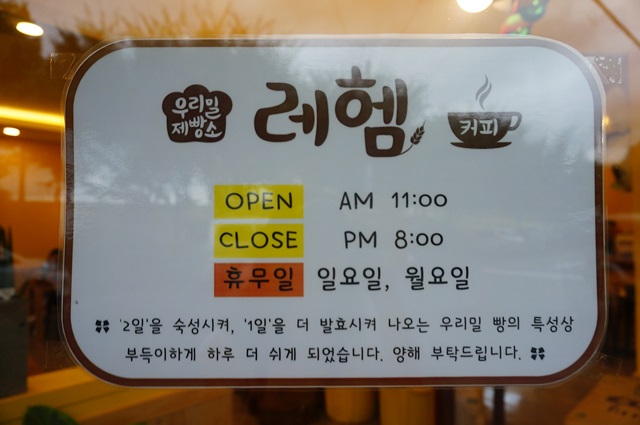 우리밀
제빵소
레헴
커피
OPEN AM 11:00
CLOSE PM 8:00
휴무일 일요일, 월요일
'2일'을 숙성시켜, '1일'을 더 발효시켜 나오는 우리밀 빵의 특성상
부득이하게 하루 더 쉬게 되었습니다. 양해 부탁드립니다.